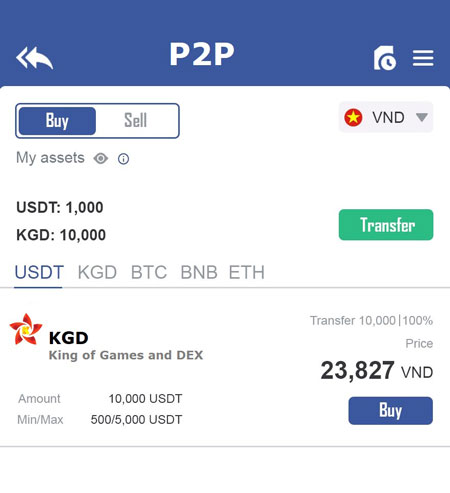 P2P
Buy Sell VND
My assets
USDT: 1,000
KGD: 10,000 Transfer
USDT KGD BTC BNB ETH
Transfer 10,000|100%
KGD
King of Games and DEX
Price
23,827 VND
Amount 10,000 USDT
Min/Max 500/5,000 USDT
Buy